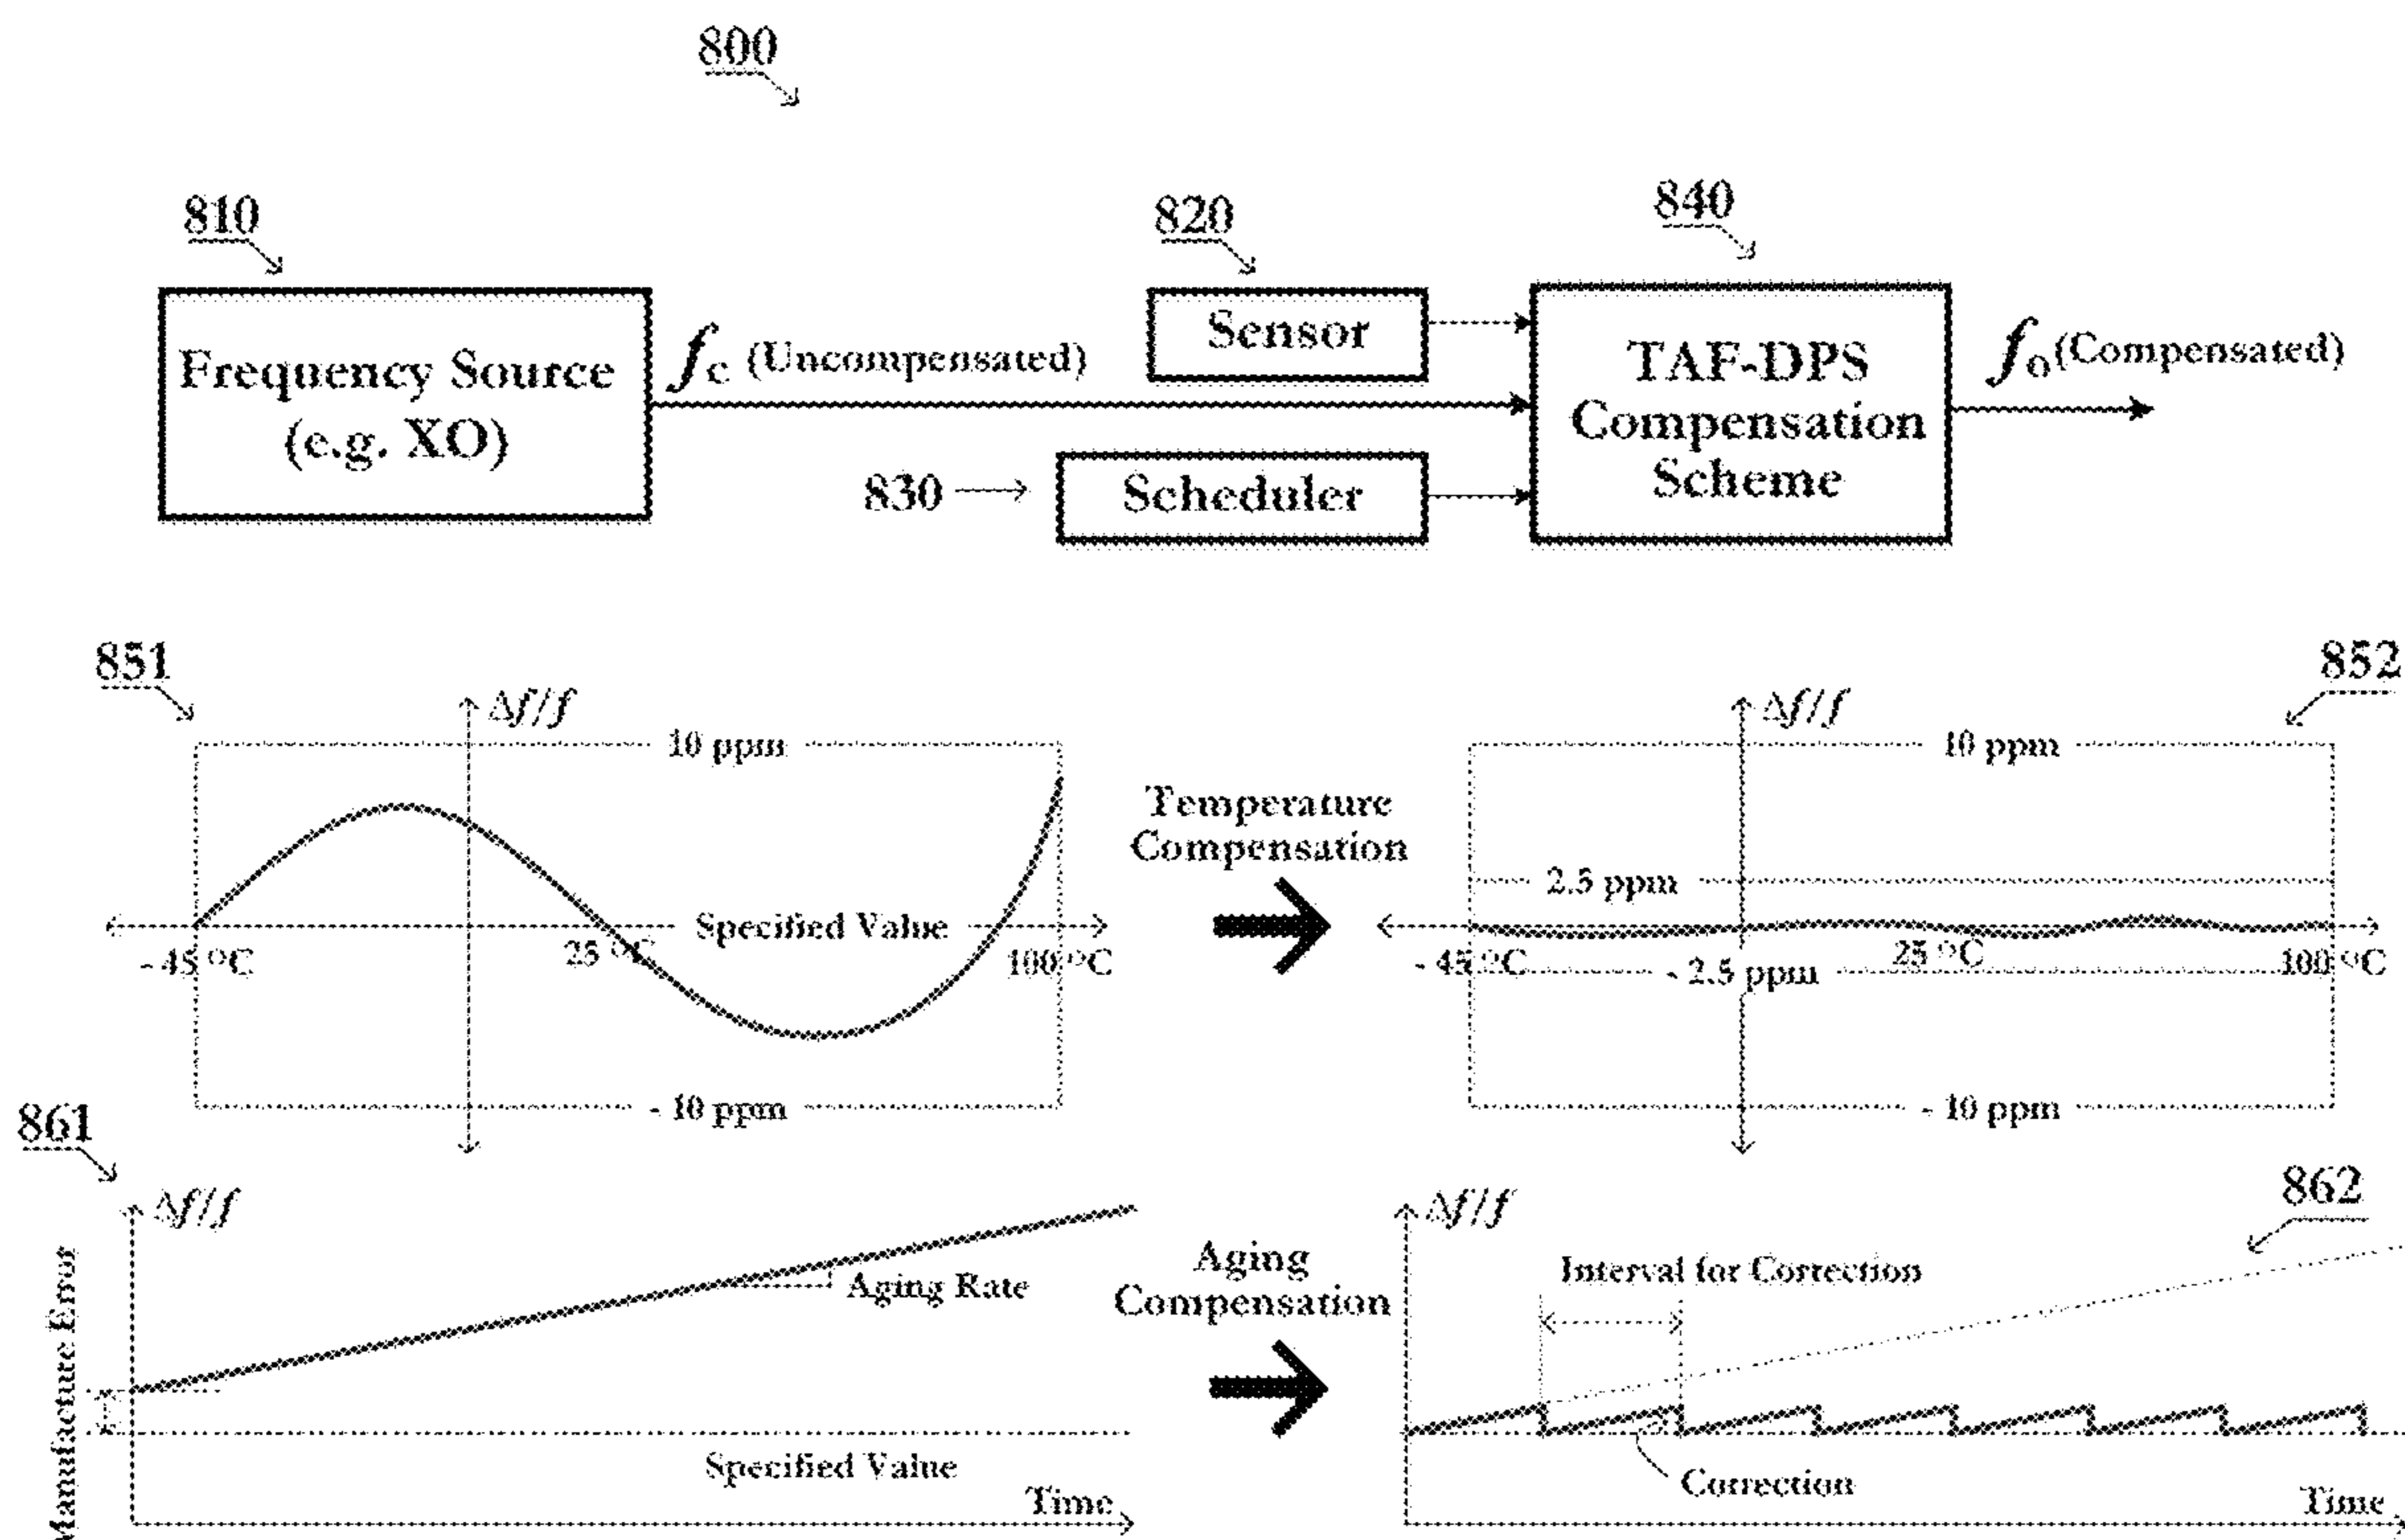 800
810
820
840
Frequency Source
(e.g. XO)
fC (Uncompensated)
Sensor
830
Scheduler
TAF-DPS
Compensation
Scheme
fo (Compensated)
851
Δf/f
10 ppm
Specified Value
- 45 °C
25 °C
100 °C
- 10 ppm
Temperature
Compensation
852
Δf/f
10 ppm
2.5 ppm
- 45 °C
- 2.5 ppm
25 °C
100 °C
- 10 ppm
861
Δf/f
Manufacture Error
Aging Rate
Specified Value
Time
Aging
Compensation
862
Δf/f
Interval for Correction
Correction
Time